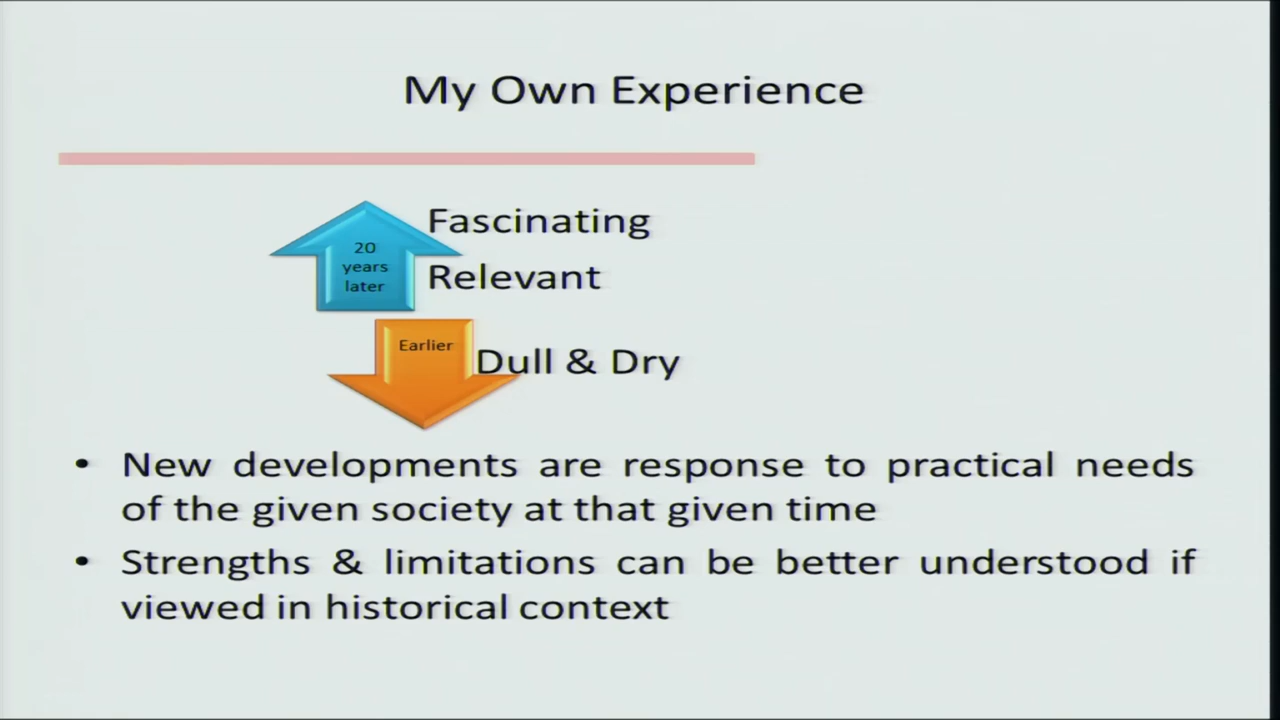 My Own Experience
20
years
later
Fascinating
Relevant
Earlier
Dull & Dry
• New developments are response to practical needs
of the given society at that given time
• Strengths & limitations can be better understood if
viewed in historical context